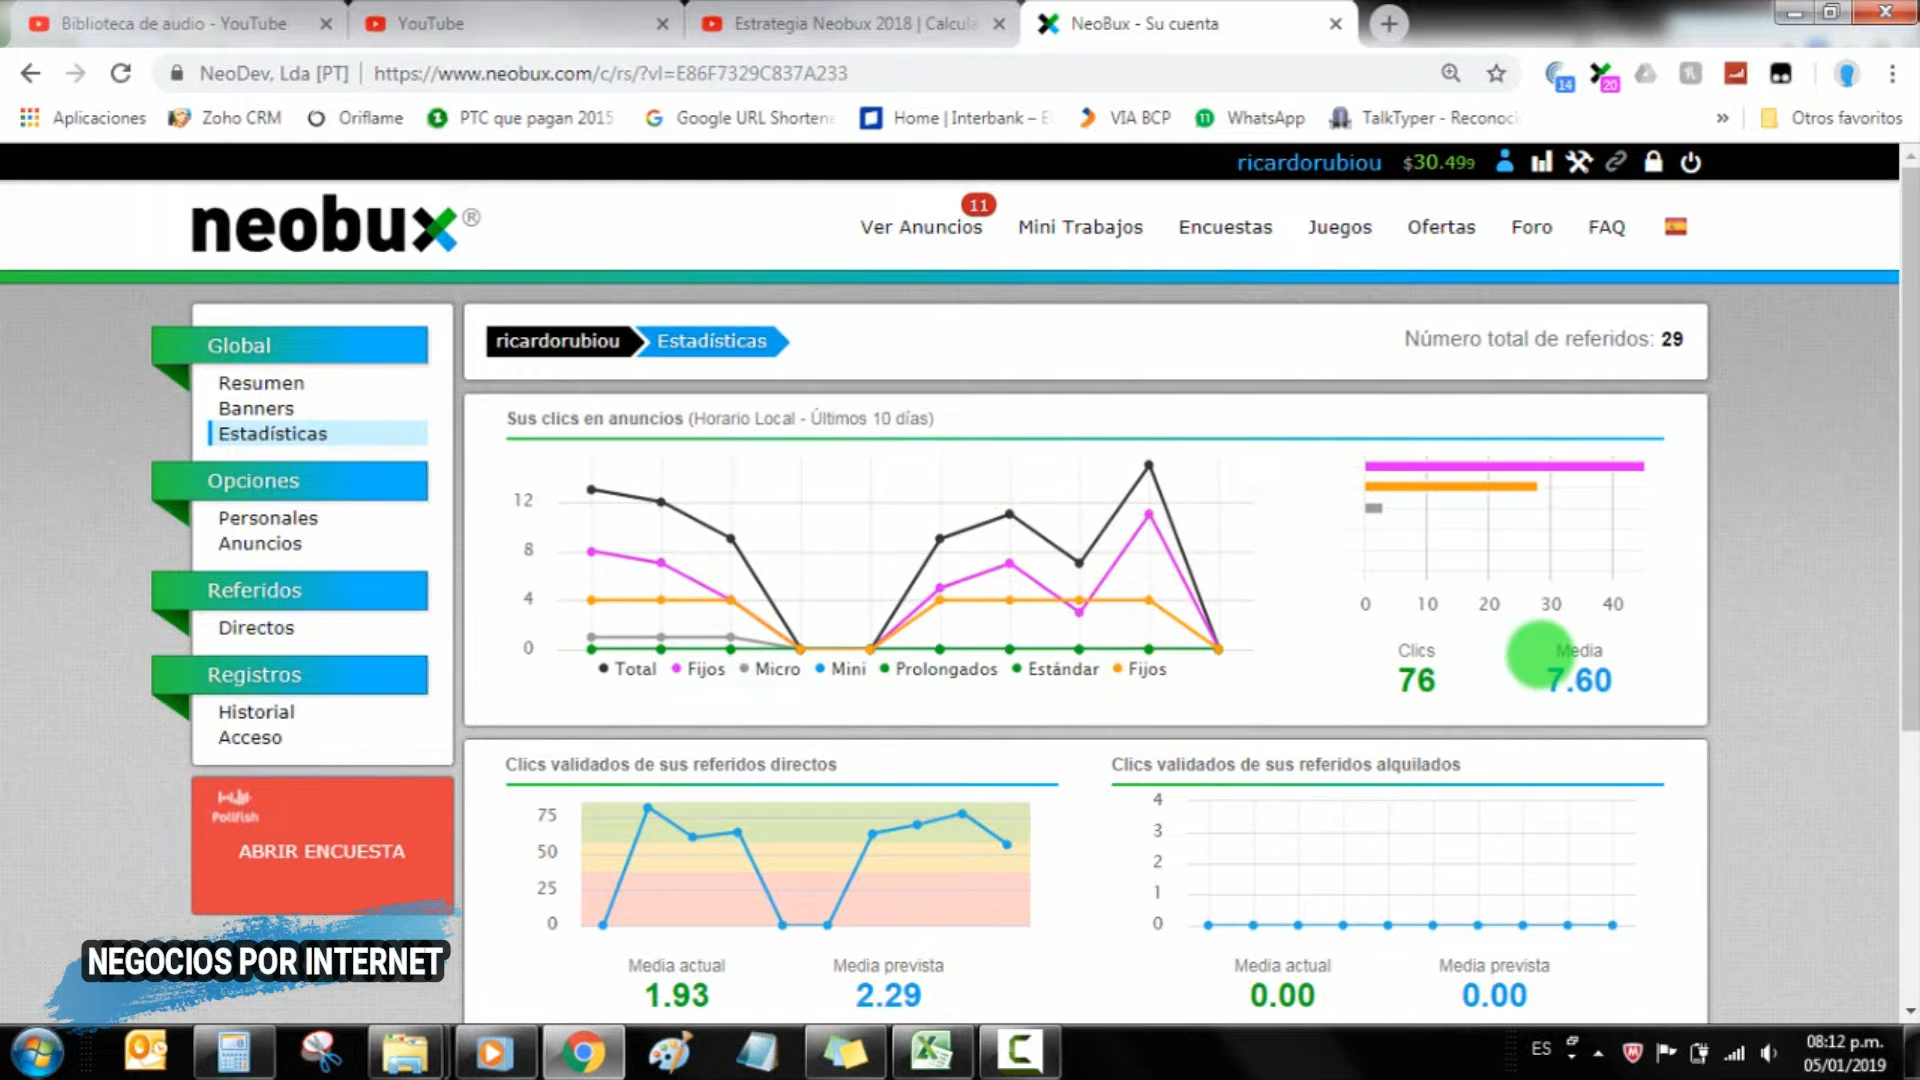 Biblioteca de audio - YouTube
YouTube
Estrategia Neobux 2018 | Calcula
NeoBux - Su cuenta
NeoDev, Lda [PT]
https://www.neobux.com/c/rs/?vl=E86F7329C837A233
14
20
Aplicaciones
Zoho CRM
Oriflame
PTC que pagan 2015
Google URL Shortene
Home | Interbank – E
VIA BCP
11
WhatsApp
TalkTyper - Reconoci
»
Otros favoritos
ricardorubiou
$30.499
neobux®
11
Ver Anuncios
Mini Trabajos
Encuestas
Juegos
Ofertas
Foro
FAQ
Global
Resumen
Banners
Estadísticas
Opciones
Personales
Anuncios
Referidos
Directos
Registros
Historial
Acceso
Pollfish
ABRIR ENCUESTA
NEGOCIOS POR INTERNET
ricardorubiou
Estadísticas
Número total de referidos: 29
Sus clics en anuncios (Horario Local - Últimos 10 días)
12
8
4
0
Total
Fijos
Micro
Mini
Prolongados
Estándar
Fijos
0 10 20 30 40
Clics
76
Media
7.60
Clics validados de sus referidos directos
75
50
25
0
Media actual
1.93
Media prevista
2.29
Clics validados de sus referidos alquilados
4
3
2
1
0
Media actual
0.00
Media prevista
0.00
ES
08:12 p.m.
05/01/2019